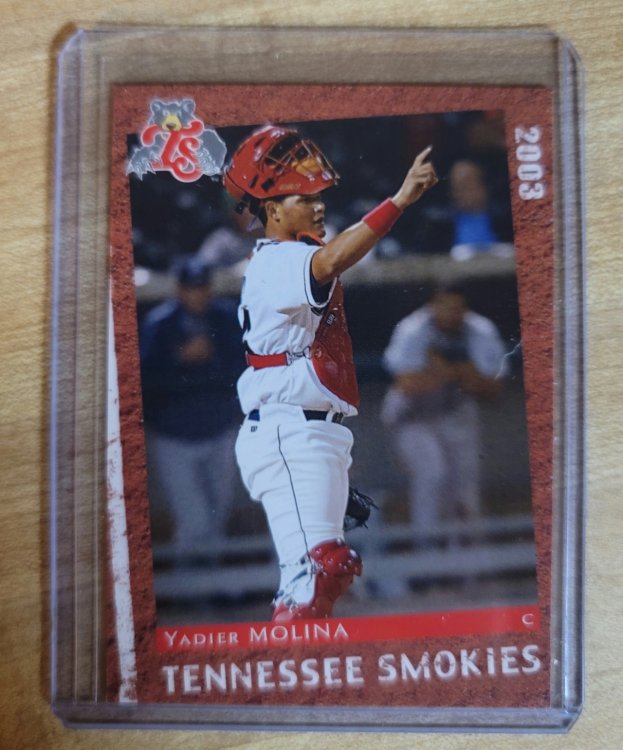 TS
2003
YADIER MOLINA C
TENNESSEE SMOKIES